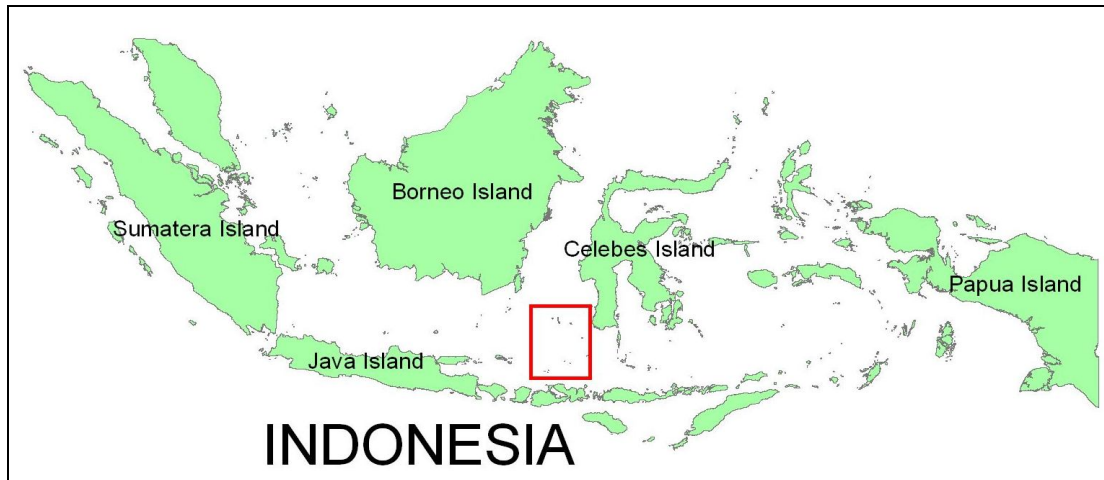 Borneo Island
Sumatera Island
Celebes Island
Papua Island
Java Island
INDONESIA